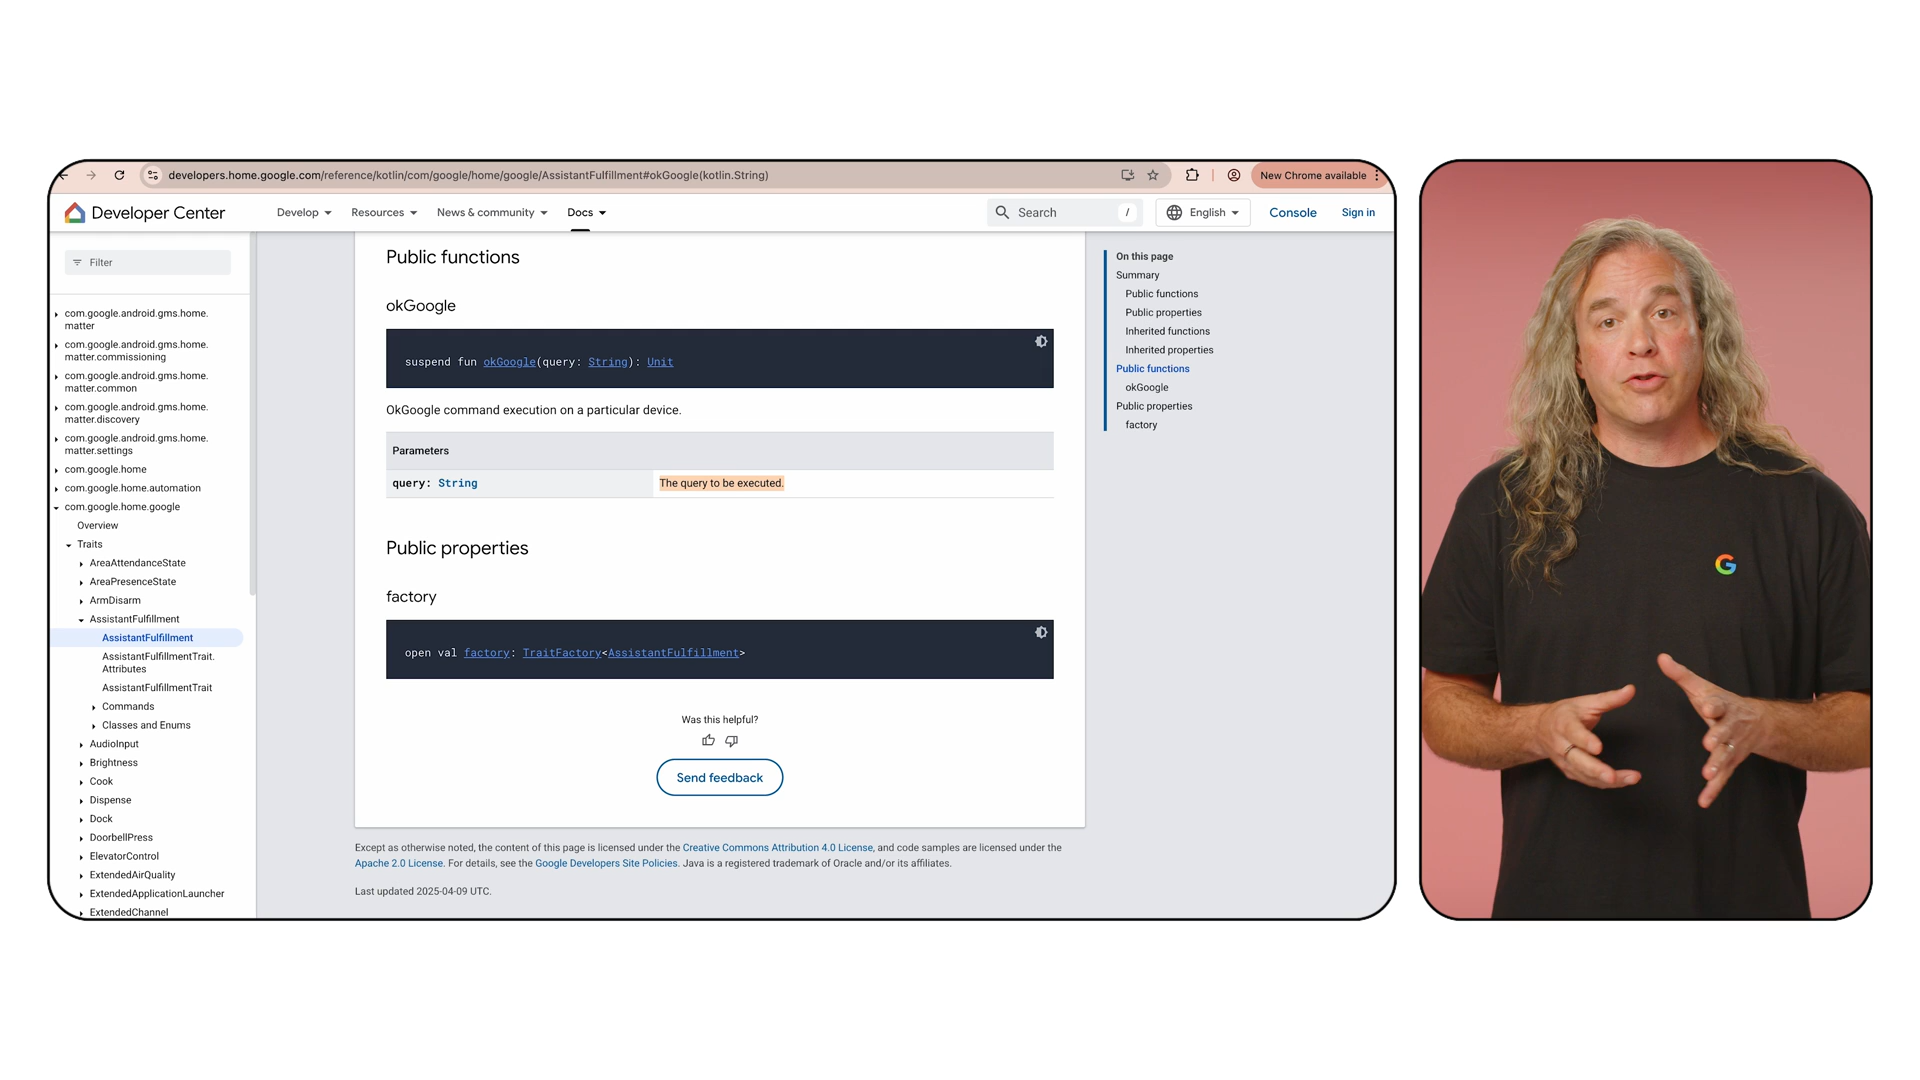 developers.home.google.com/reference/kotlin/com/google/home/google/AssistantFulfillment#okGoogle(kotlin.String)
New Chrome available
Developer Center
Develop
Resources
News & community
Docs
Search
/
English
Console
Sign in
Filter
com.google.android.gms.home.
matter
com.google.android.gms.home.
matter.commissioning
com.google.android.gms.home.
matter.common
com.google.android.gms.home.
matter.discovery
com.google.android.gms.home.
matter.settings
com.google.home
com.google.home.automation
com.google.home.google
Overview
Traits
AreaAttendanceState
AreaPresenceState
ArmDisarm
AssistantFulfillment
AssistantFulfillment
AssistantFulfillmentTrait.
Attributes
AssistantFulfillmentTrait
Commands
Classes and Enums
AudioInput
Brightness
Cook
Dispense
Dock
DoorbellPress
ElevatorControl
ExtendedAirQuality
ExtendedApplicationLauncher
ExtendedChannel
Public functions
okGoogle
suspend fun okGoogle(query: String): Unit
OkGoogle command execution on a particular device.
Parameters
query: String
The query to be executed.
Public properties
factory
open val factory: TraitFactory<AssistantFulfillment>
Was this helpful?
Send feedback
Except as otherwise noted, the content of this page is licensed under the Creative Commons Attribution 4.0 License, and code samples are licensed under the
Apache 2.0 License. For details, see the Google Developers Site Policies. Java is a registered trademark of Oracle and/or its affiliates.
Last updated 2025-04-09 UTC.
On this page
Summary
Public functions
Public properties
Inherited functions
Inherited properties
Public functions
okGoogle
Public properties
factory
G